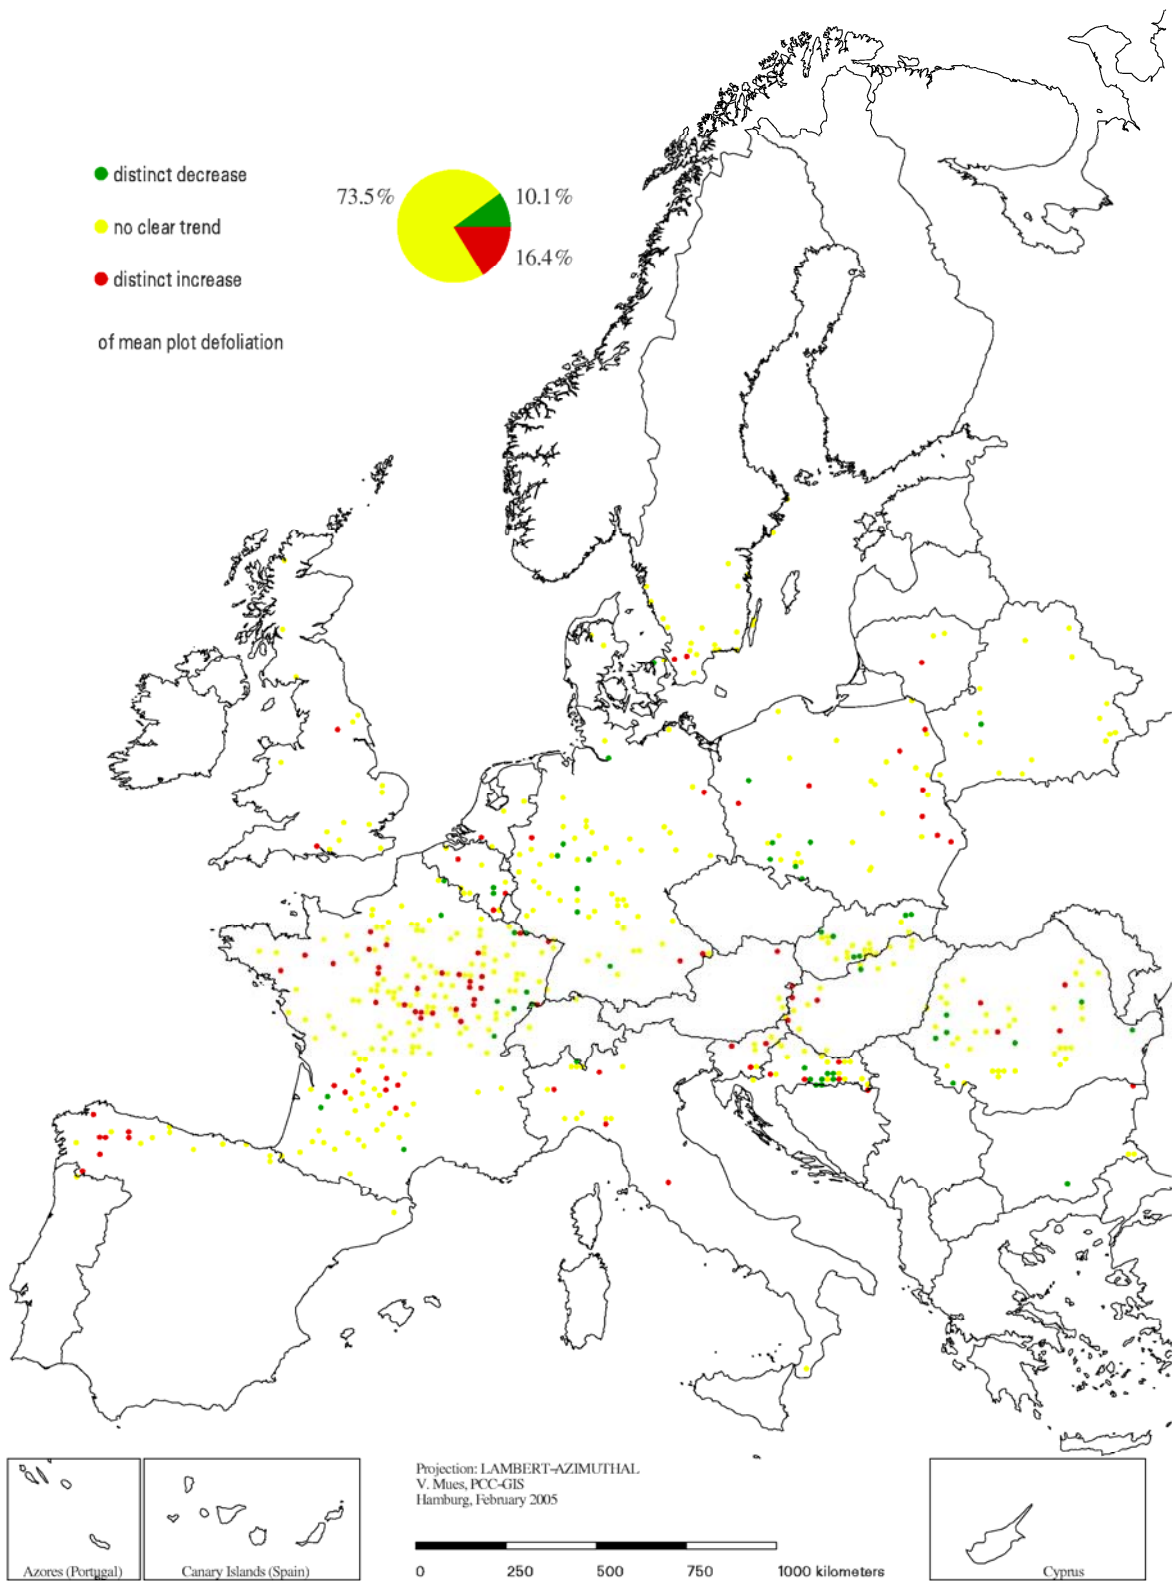 distinct decrease
73.5%
10.1%
no clear trend
16.4%
distinct increase
of mean plot defoliation
Projection: LAMBERT-AZIMUTHAL
V. Mues, PCC-GIS
Hamburg, February 2005
Azores (Portugal)
Canary Islands (Spain)
0 250 500 750 1000 kilometers
Cyprus